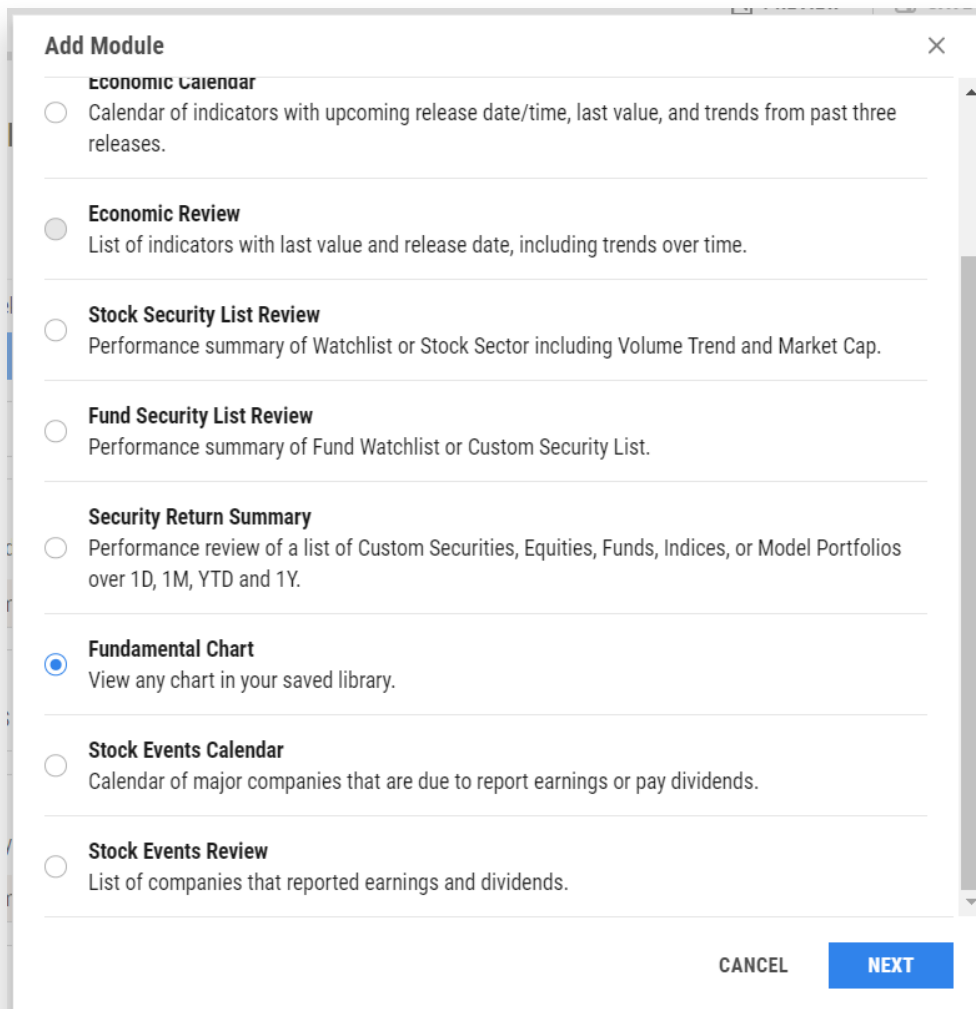 Add Module
Economic Calendar
Calendar of indicators with upcoming release date/time, last value, and trends from past three
releases.
Economic Review
List of indicators with last value and release date, including trends over time.
Stock Security List Review
Performance summary of Watchlist or Stock Sector including Volume Trend and Market Cap.
Fund Security List Review
Performance summary of Fund Watchlist or Custom Security List.
Security Return Summary
Performance review of a list of Custom Securities, Equities, Funds, Indices, or Model Portfolios
over 1D, 1M, YTD and 1Y.
Fundamental Chart
View any chart in your saved library.
Stock Events Calendar
Calendar of major companies that are due to report earnings or pay dividends.
Stock Events Review
List of companies that reported earnings and dividends.
CANCEL NEXT